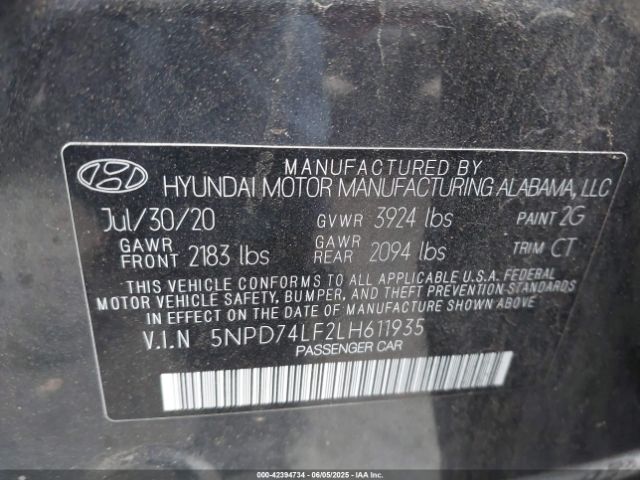 MANUFACTURED BY
HYUNDAI MOTOR MANUFACTURING ALABAMA, LLC
Jul/30/20 GVWR 3924 lbs PAINT 2G
GAWR FRONT 2183 lbs GAWR REAR 2094 lbs TRIM CT
THIS VEHICLE CONFORMS TO ALL APPLICABLE U.S.A. FEDERAL
MOTOR VEHICLE SAFETY, BUMPER, AND THEFT PREVENTION STANDARDS
IN EFFECT ON THE DATE OF MANUFACTURE SHOWN ABOVE.
V.I.N 5NPD74LF2LH611935
PASSENGER CAR
000-42394734 - 06/05/2025 - IAAI.COM